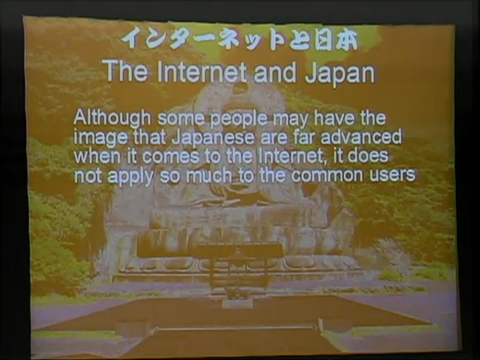 インターネットと日本
The Internet and Japan
Although some people may have the
image that Japanese are far advanced
when it comes to the Internet, it does
not apply so much to the common users